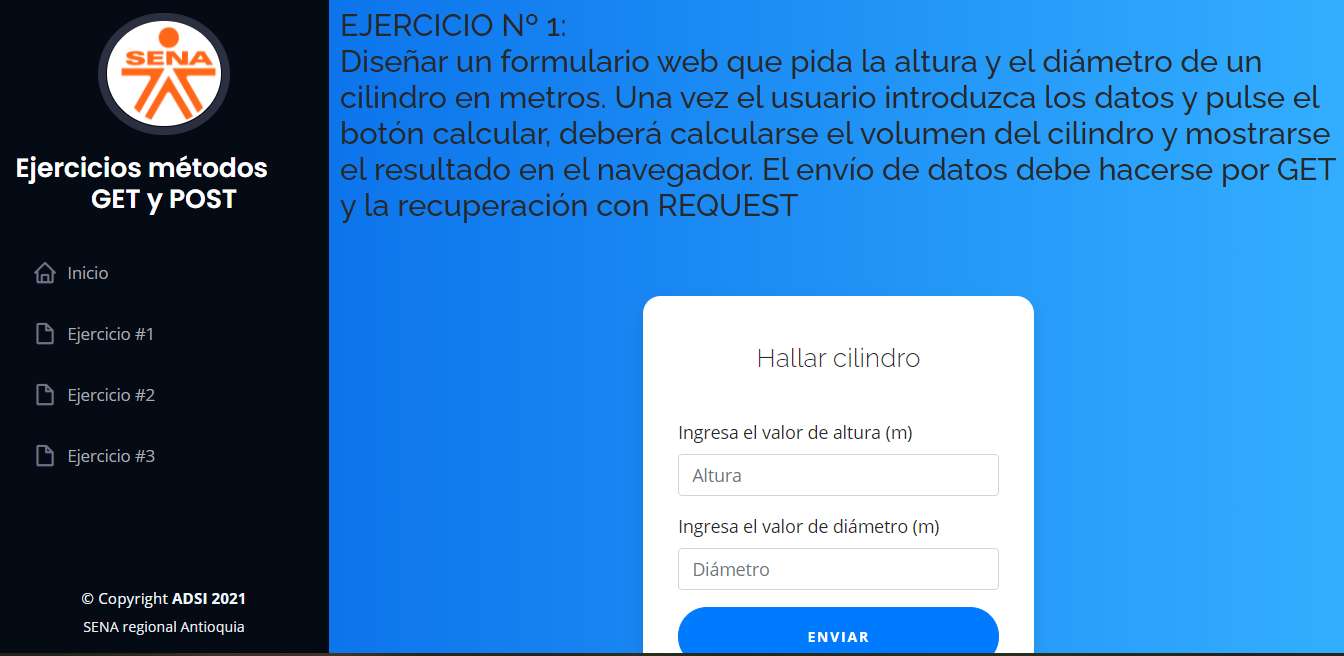 SENA
Ejercicios métodos
GET y POST
Inicio
Ejercicio #1
Ejercicio #2
Ejercicio #3
© Copyright ADSI 2021
SENA regional Antioquia
EJERCICIO Nº 1:
Diseñar un formulario web que pida la altura y el diámetro de un
cilindro en metros. Una vez el usuario introduzca los datos y pulse el
botón calcular, deberá calcularse el volumen del cilindro y mostrarse
el resultado en el navegador. El envío de datos debe hacerse por GET
y la recuperación con REQUEST
Hallar cilindro
Ingresa el valor de altura (m)
Altura
Ingresa el valor de diámetro (m)
Diámetro
ENVIAR